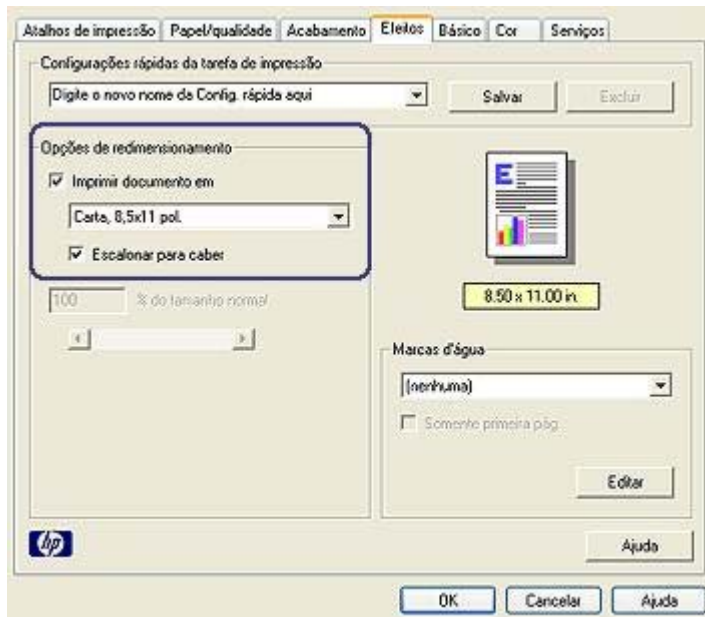 Atalhos de impressão Papel/qualidade Acabamento Efeitos Básico Cor Serviços
Configurações rápidas da tarefa de impressão
Digite o novo nome da Config. rápida aqui Salvar Excluir
Opções de redimensionamento
Imprimir documento em
Carta, 8,5x11 pol.
Escalonar para caber
100 % do tamanho normal
E
8.50 x 11.00 in.
Marcas d'água
(nenhuma)
Somente primeira pág.
Editar
hp
Ajuda
OK Cancelar Ajuda